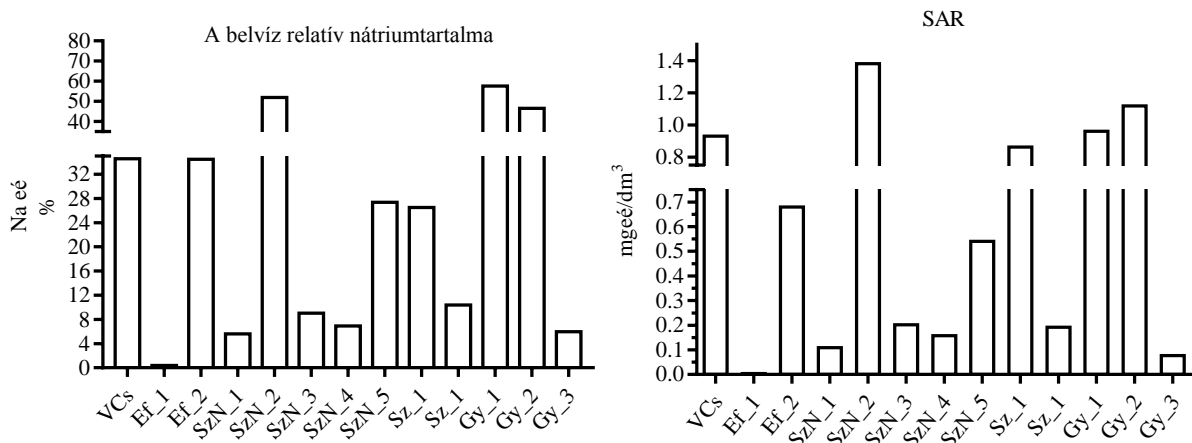 A belvíz relatív nátriumtartalma
80
70
60
50
40
32
28
24
20
16
12
8
4
0
Na eé
%
VCs
Ef_1
Ef_2
SzN_1
SzN_2
SzN_3
SzN_4
SzN_5
Sz_1
Sz_1
Gy_1
Gy_2
Gy_3
SAR
1.4
1.2
1.0
0.8
0.7
0.6
0.5
0.4
0.3
0.2
0.1
0.0
mgeé/dm³
VCs
Ef_1
Ef_2
SzN_1
SzN_2
SzN_3
SzN_4
SzN_5
Sz_1
Sz_1
Gy_1
Gy_2
Gy_3